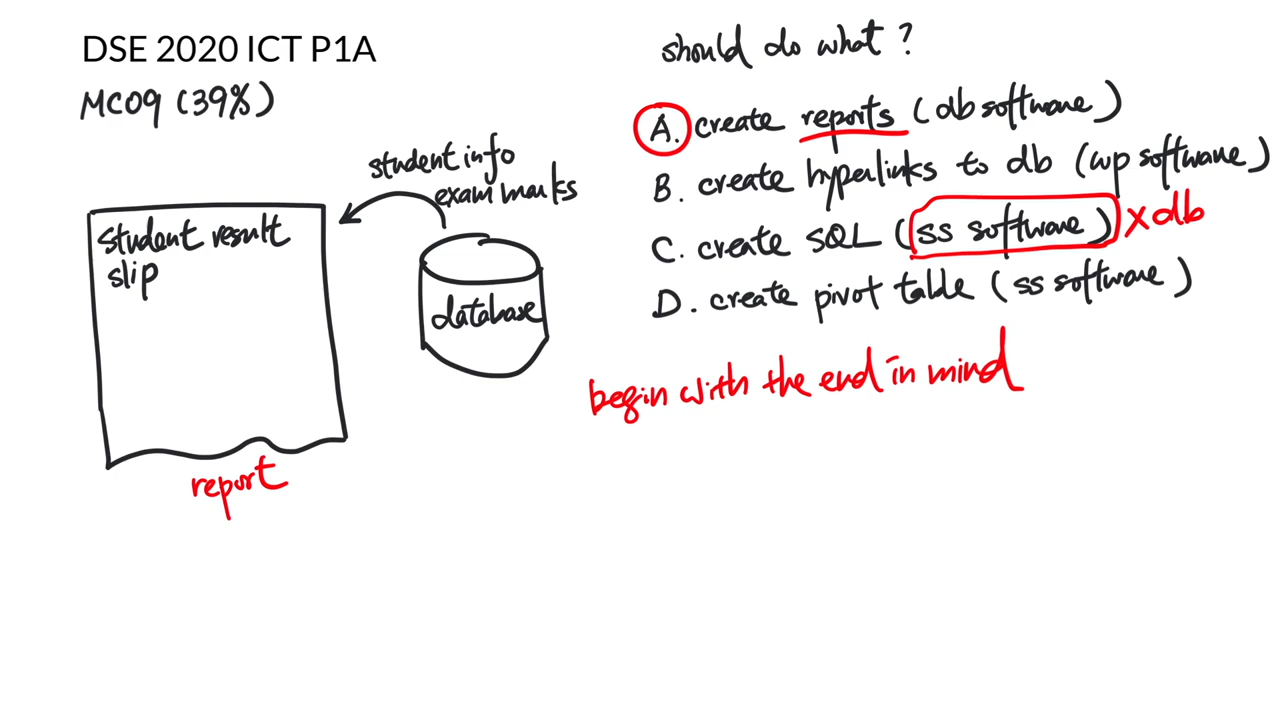 DSE 2020 ICT P1A
MC09 (39%)
student info
exam marks
student result
slip
database
report
should do what ?
A. create reports (db software)
B. create hyperlinks to db (wp software)
C. create SQL (ss software) X db
D. create pivot table (ss software)
begin with the end in mind